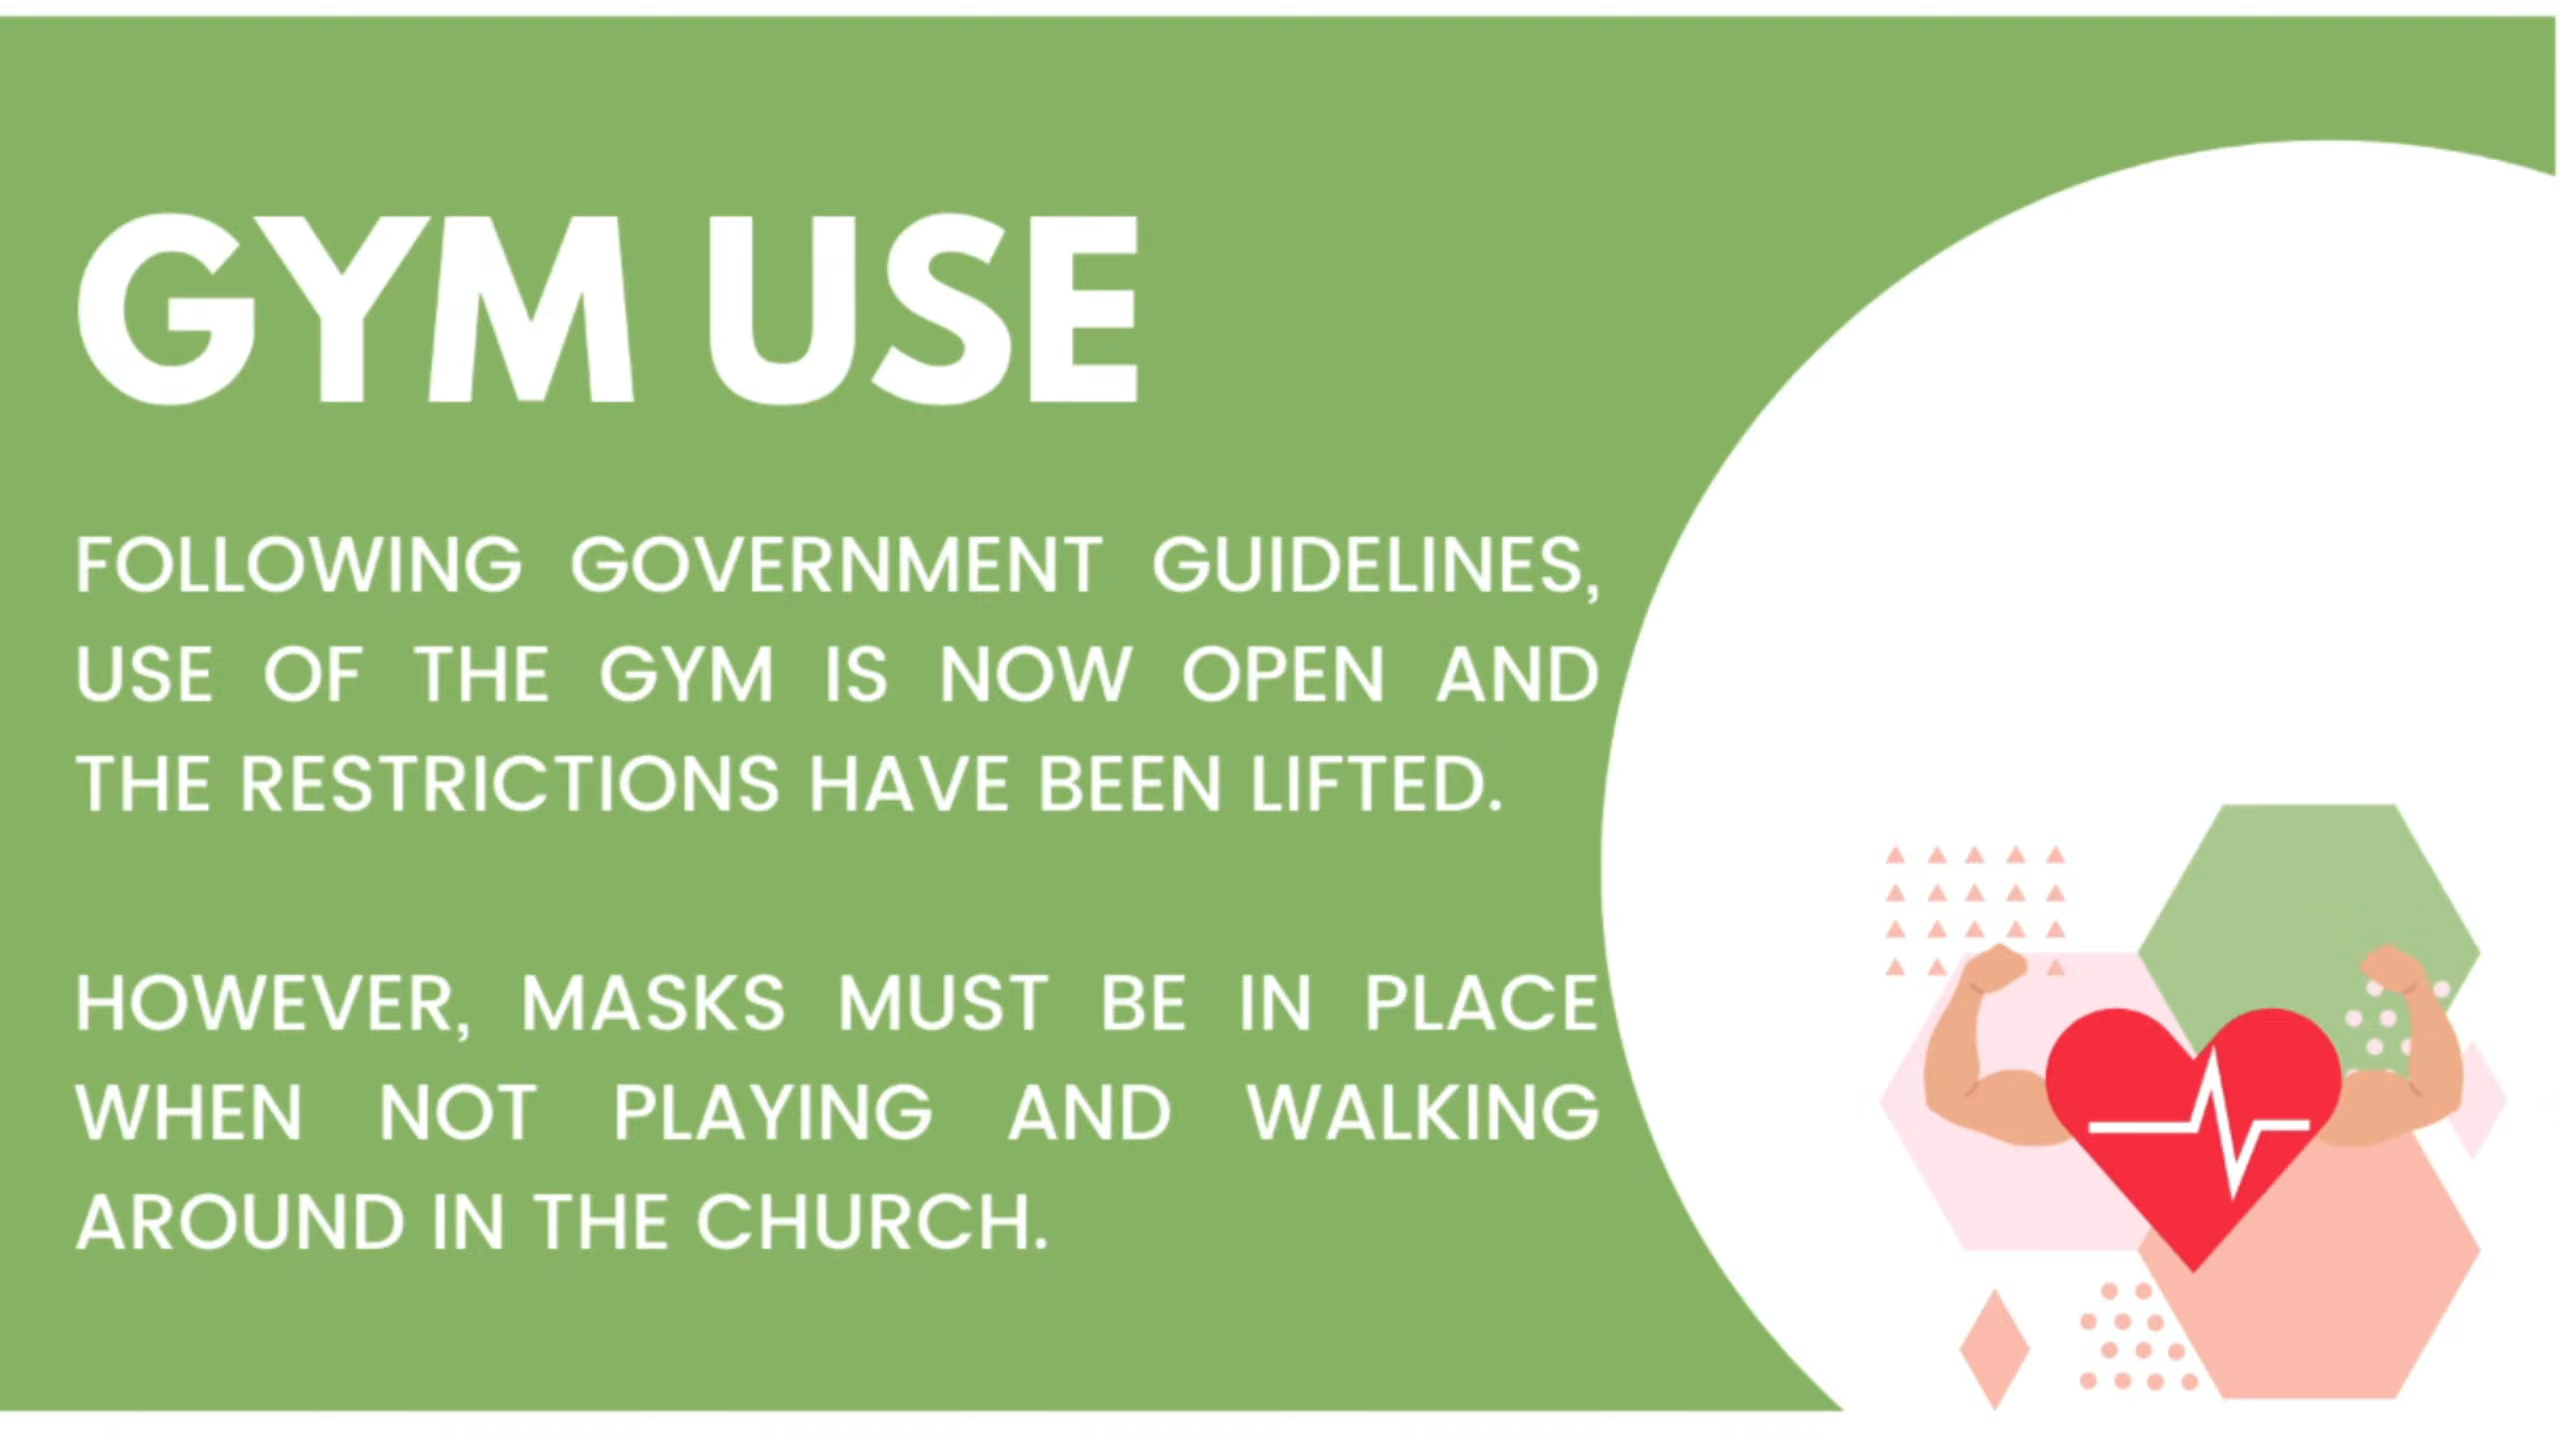 GYM USE
FOLLOWING GOVERNMENT GUIDELINES,
USE OF THE GYM IS NOW OPEN AND
THE RESTRICTIONS HAVE BEEN LIFTED.
HOWEVER, MASKS MUST BE IN PLACE
WHEN NOT PLAYING AND WALKING
AROUND IN THE CHURCH.